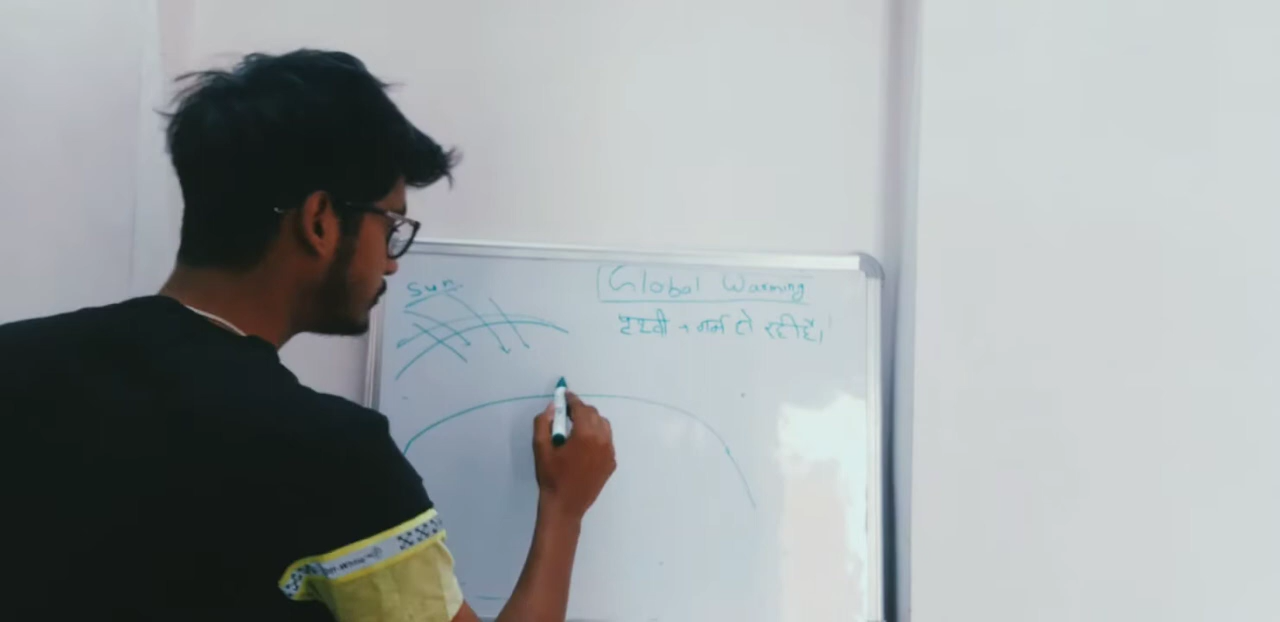 Sun
Global Warming
पृथ्वी → गर्म हो रही है।